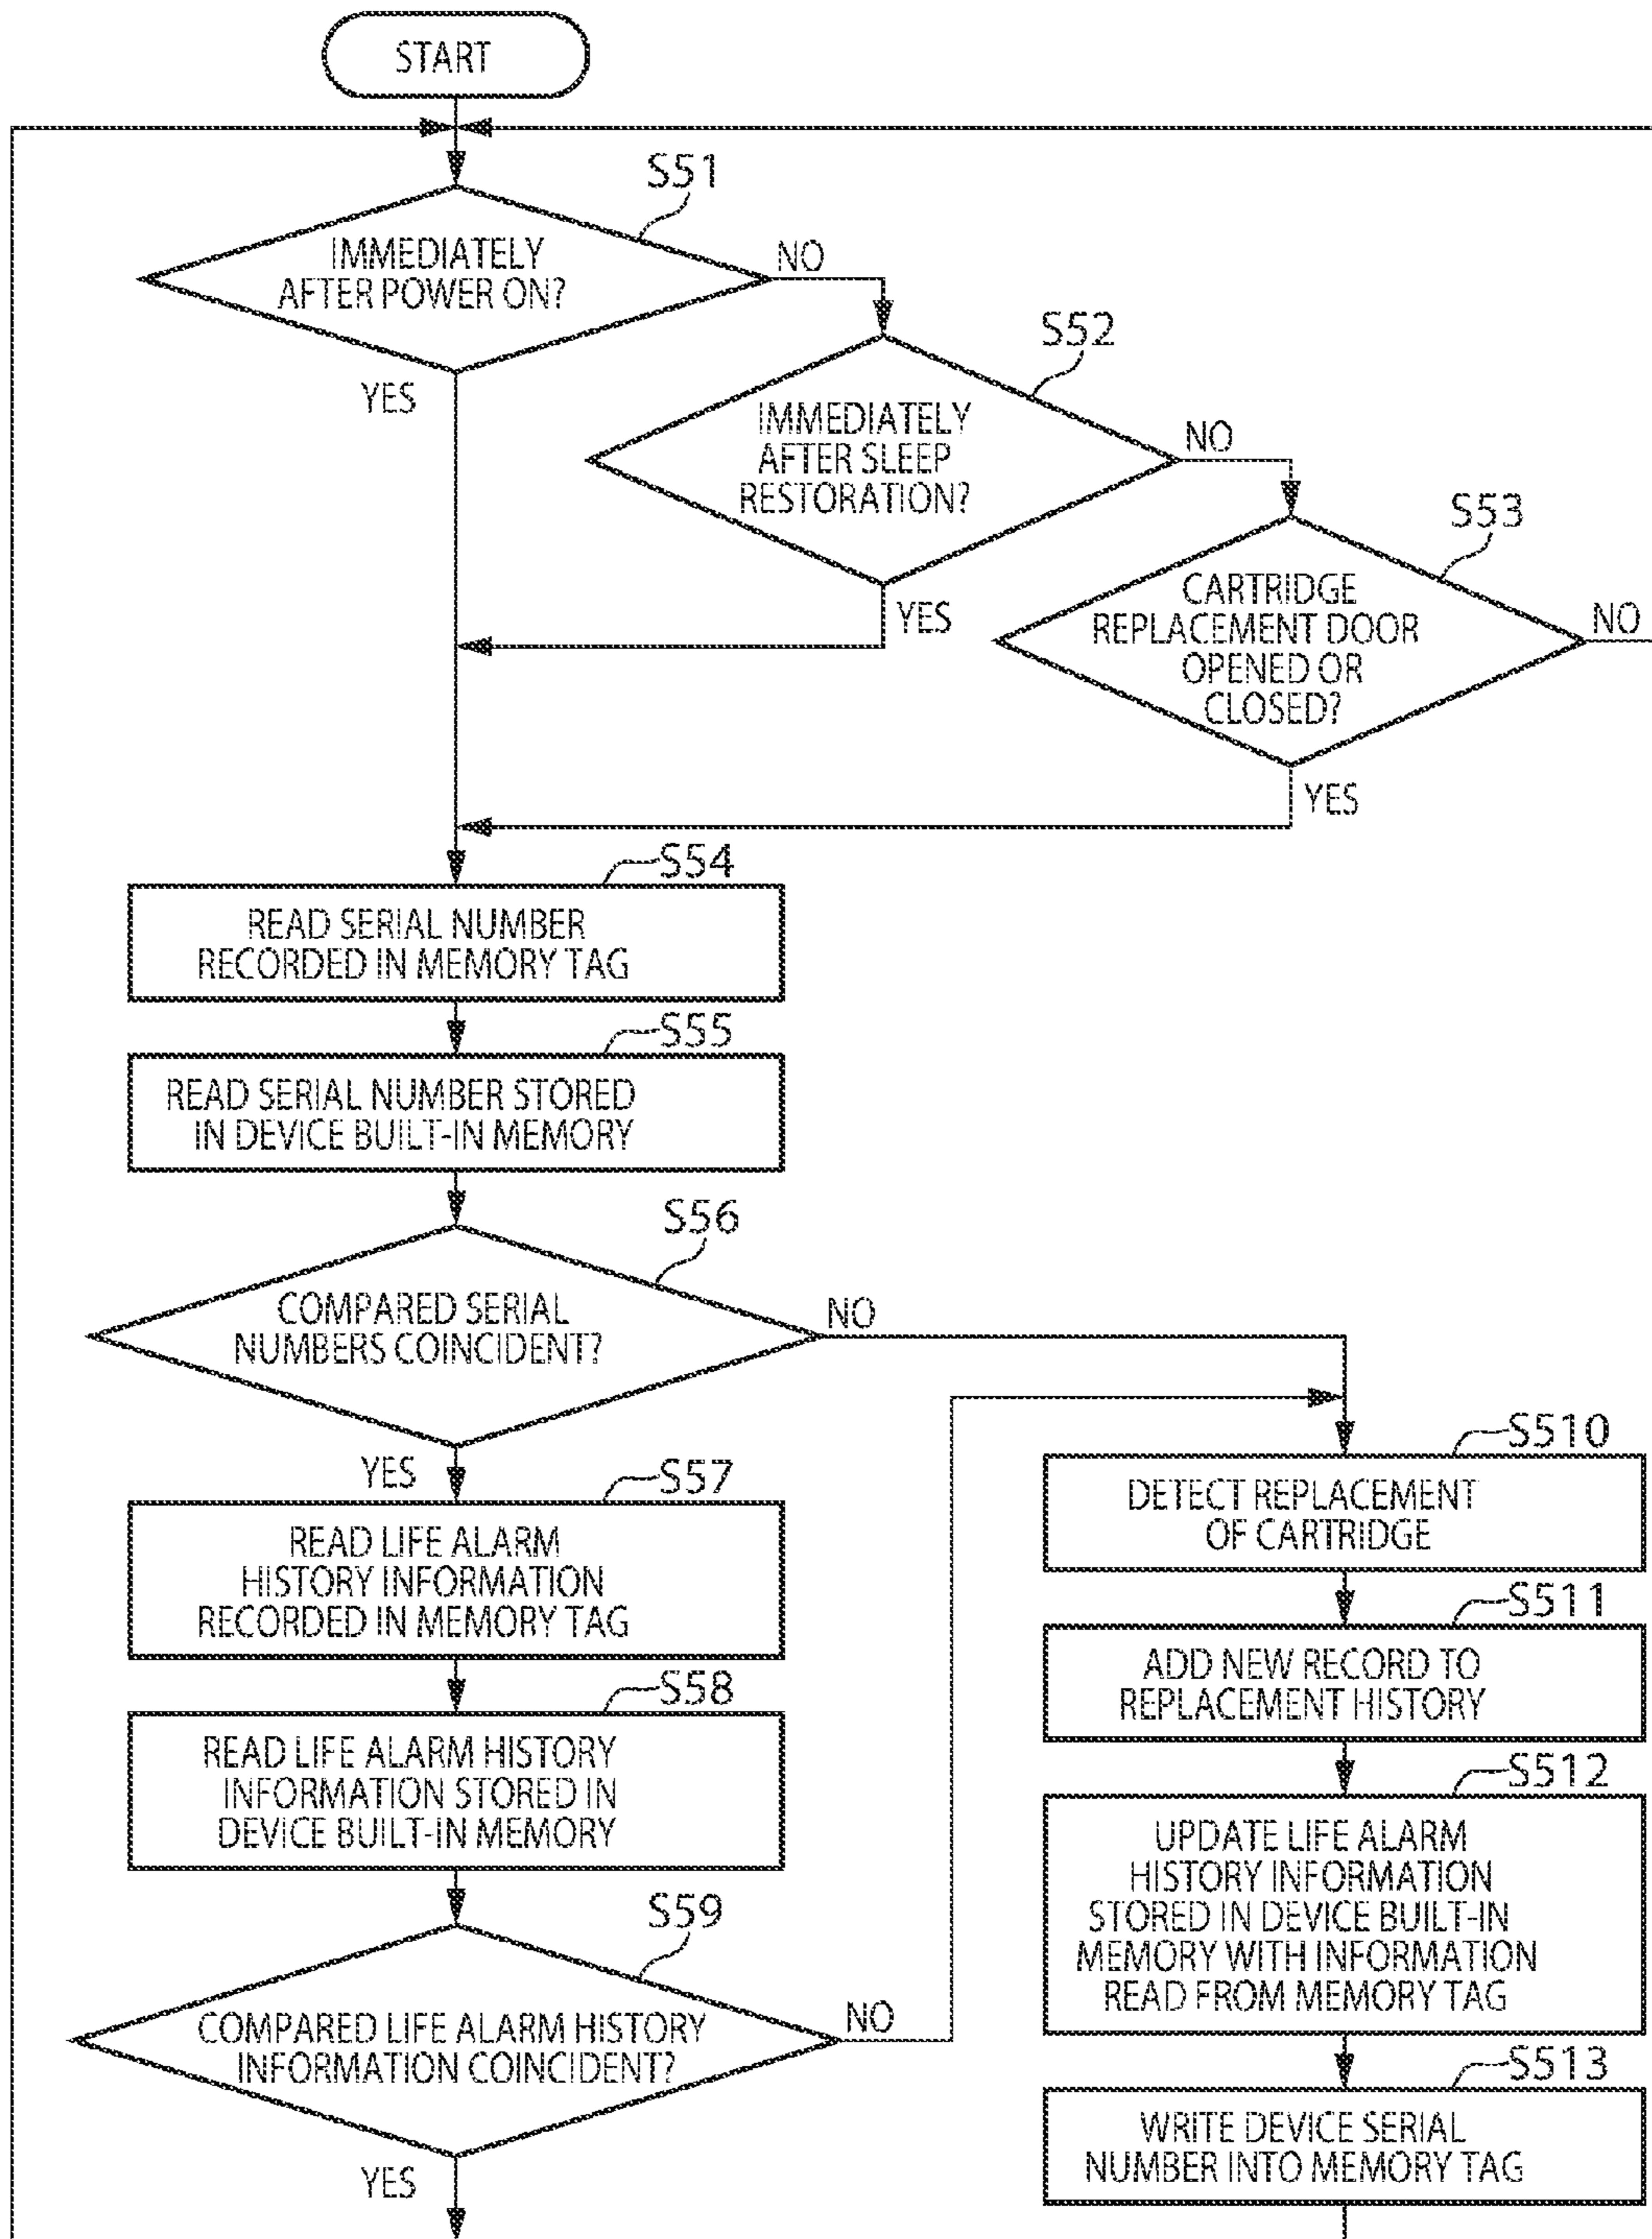 START
S51
IMMEDIATELY
AFTER POWER ON?
NO
YES
S52
IMMEDIATELY
AFTER SLEEP
RESTORATION?
NO
YES
S53
CARTRIDGE
REPLACEMENT DOOR
OPENED OR
CLOSED?
NO
YES
S54
READ SERIAL NUMBER
RECORDED IN MEMORY TAG
S55
READ SERIAL NUMBER STORED
IN DEVICE BUILT-IN MEMORY
S56
COMPARED SERIAL
NUMBERS COINCIDENT?
NO
YES
S57
READ LIFE ALARM
HISTORY INFORMATION
RECORDED IN MEMORY TAG
S58
READ LIFE ALARM HISTORY
INFORMATION STORED IN
DEVICE BUILT-IN MEMORY
S59
COMPARED LIFE ALARM HISTORY
INFORMATION COINCIDENT?
NO
YES
S510
DETECT REPLACEMENT
OF CARTRIDGE
S511
ADD NEW RECORD TO
REPLACEMENT HISTORY
S512
UPDATE LIFE ALARM
HISTORY INFORMATION
STORED IN DEVICE BUILT-IN
MEMORY WITH INFORMATION
READ FROM MEMORY TAG
S513
WRITE DEVICE SERIAL
NUMBER INTO MEMORY TAG